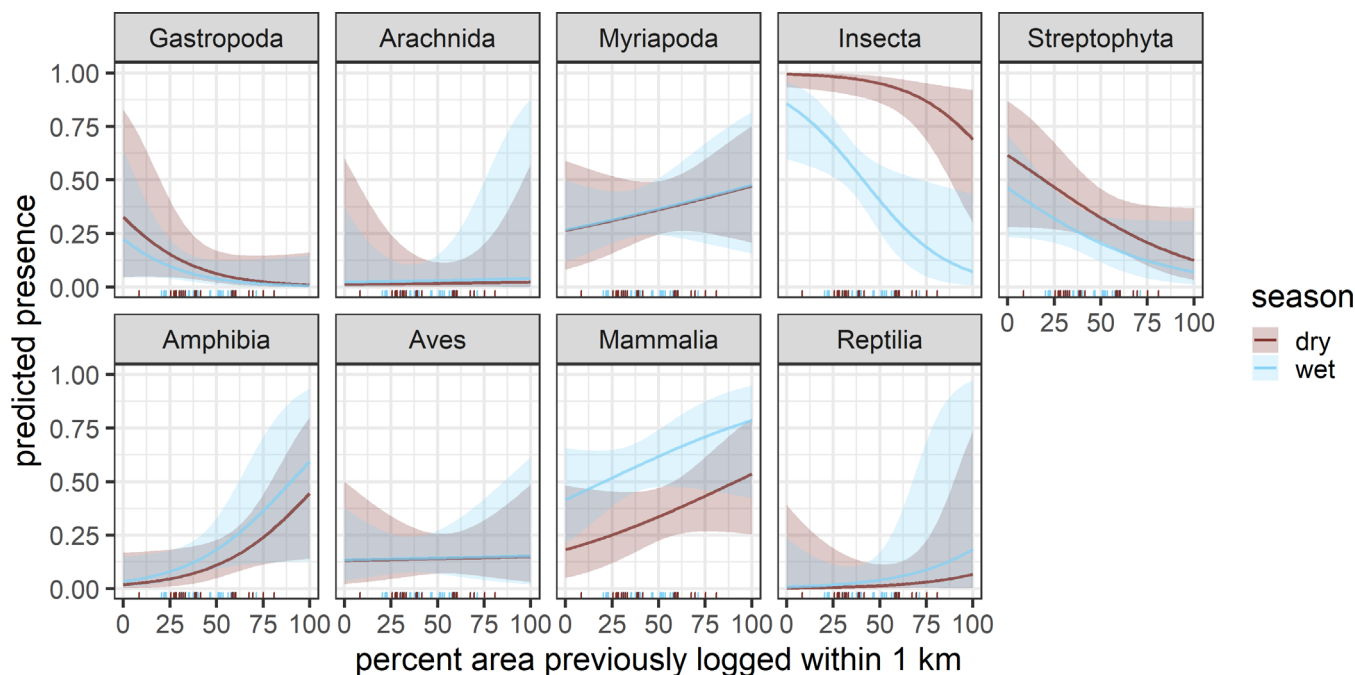 Gastropoda Arachnida Myriapoda Insecta Streptophyta
1.00
0.75
0.50
0.25
0.00
0 25 50 75 100
Amphibia Aves Mammalia Reptilia
1.00
0.75
0.50
0.25
0.00
0 25 50 75 100 0 25 50 75 100 0 25 50 75 100 0 25 50 75 100
predicted presence
percent area previously logged within 1 km
season
dry
wet